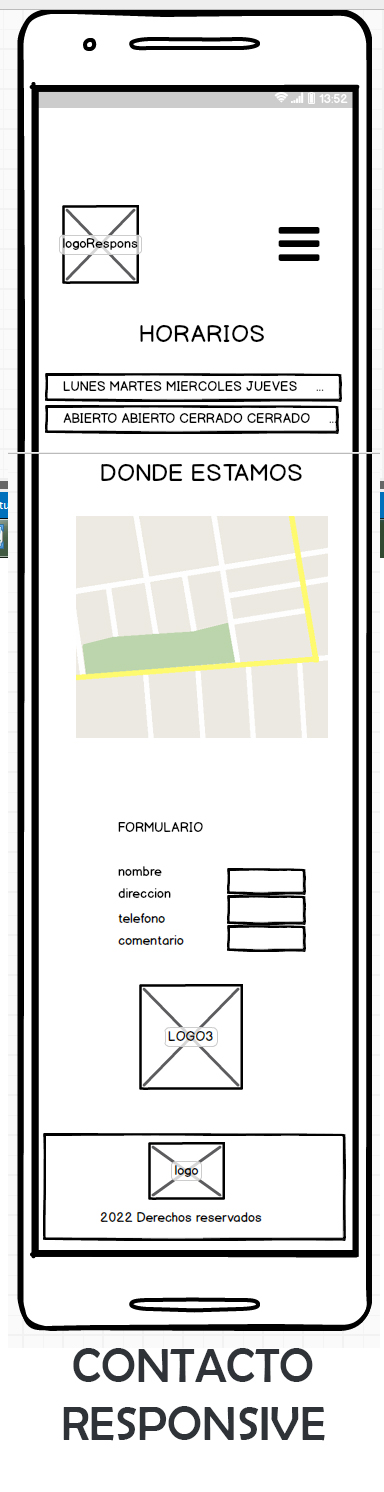 13:52
logoRespons
HORARIOS
LUNES MARTES MIERCOLES JUEVES ...
ABIERTO ABIERTO CERRADO CERRADO ...
DONDE ESTAMOS
FORMULARIO
nombre
direccion
telefono
comentario
LOGO3
logo
2022 Derechos reservados
CONTACTO
RESPONSIVE